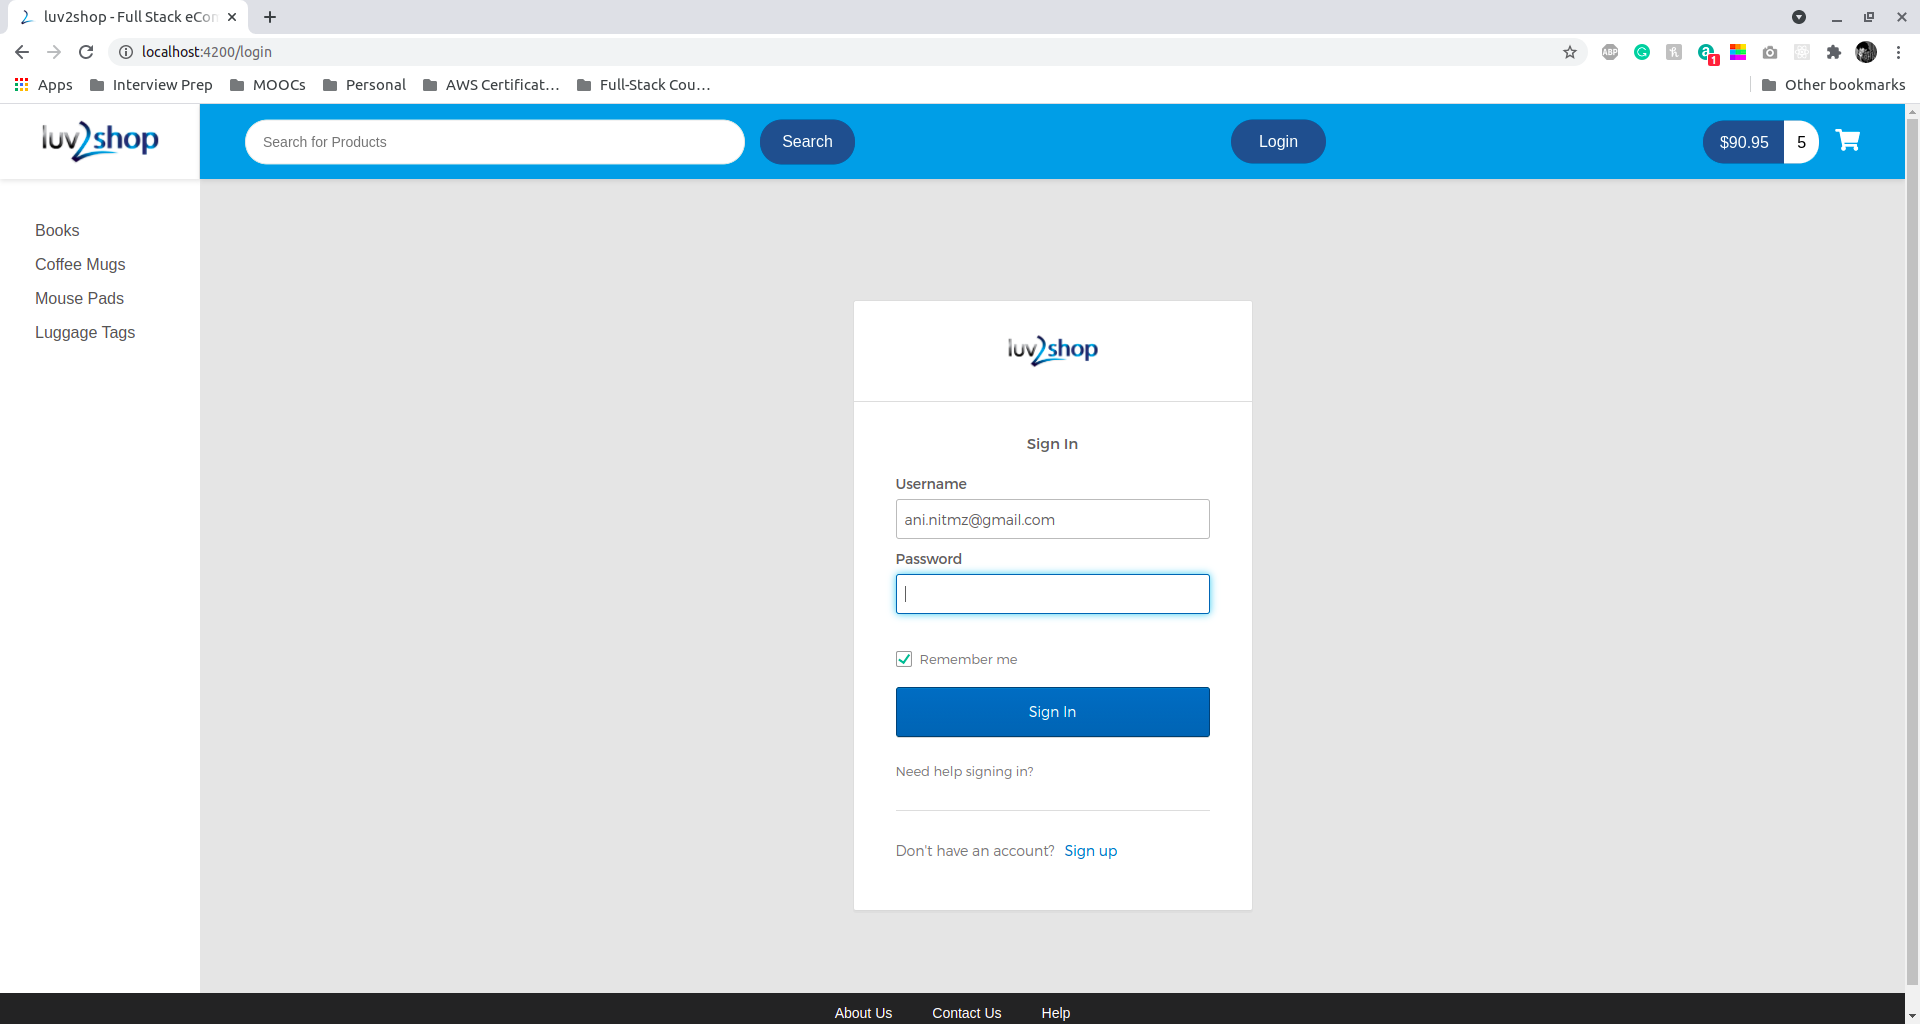 luv2shop - Full Stack eCon
localhost:4200/login
ABP
1
Apps
Interview Prep
MOOCs
Personal
AWS Certificat…
Full-Stack Cou…
Other bookmarks
luv2shop
Search for Products
Search
Login
$90.95
5
Books
Coffee Mugs
Mouse Pads
Luggage Tags
luv2shop
Sign In
Username
ani.nitmz@gmail.com
Password
Remember me
Sign In
Need help signing in?
Don't have an account? Sign up
About Us
Contact Us
Help